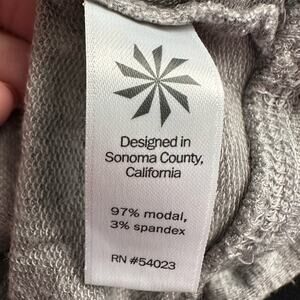 Designed in
Sonoma County,
California
97% modal,
3% spandex
RN #54023